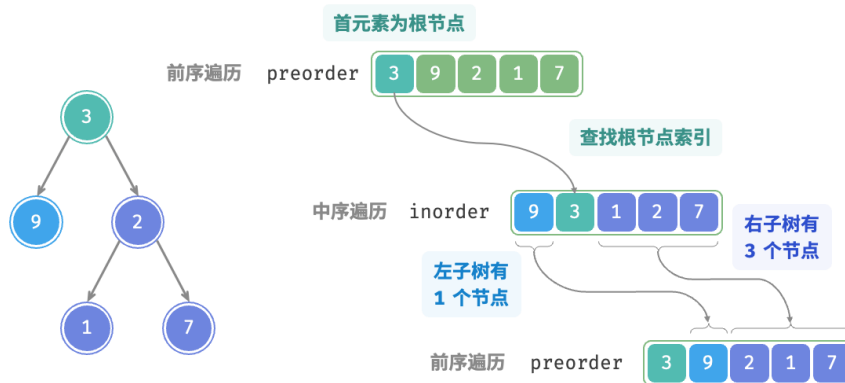 首元素为根节点
前序遍历 preorder 3 9 2 1 7
3
查找根节点索引
9 2
中序遍历 inorder 9 3 1 2 7
右子树有
3 个节点
左子树有
1 个节点
1 7
前序遍历 preorder 3 9 2 1 7